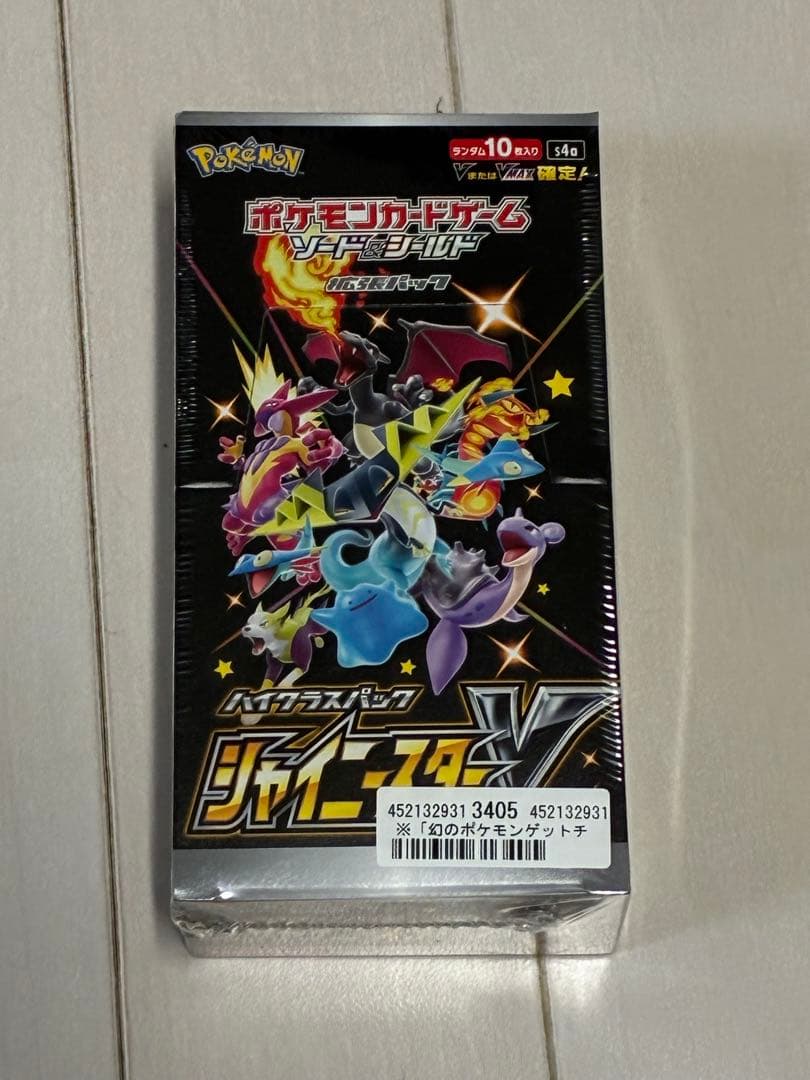 Pokémon
ランダム10枚入り s4a
VまたはVMAX確定!
ポケモンカードゲーム
ソード&シールド
拡張パック
ハイクラスパック
シャイニースターV
452132931 3405 452132931
※「幻のポケモンゲットチ